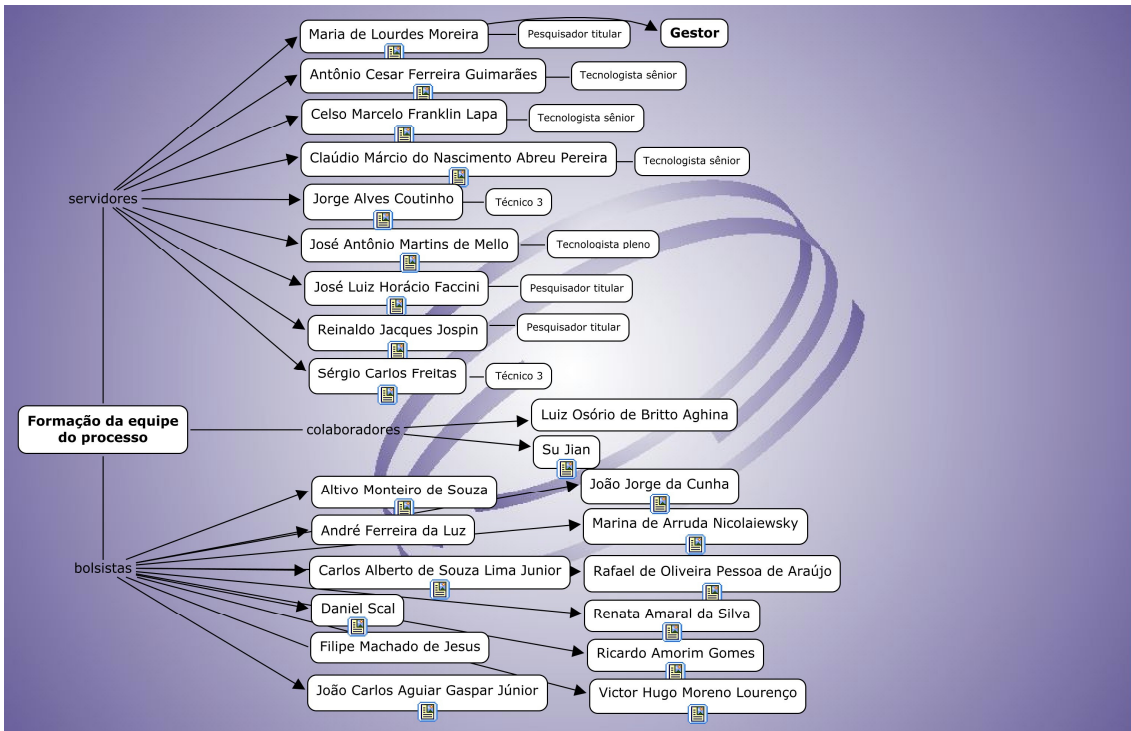 Maria de Lourdes Moreira
Pesquisador titular
Gestor
Antônio Cesar Ferreira Guimarães
Tecnologista sênior
Celso Marcelo Franklin Lapa
Tecnologista sênior
Claúdio Márcio do Nascimento Abreu Pereira
Tecnologista sênior
servidores
Jorge Alves Coutinho
Técnico 3
José Antônio Martins de Mello
Tecnologista pleno
José Luiz Horácio Faccini
Pesquisador titular
Reinaldo Jacques Jospin
Pesquisador titular
Sérgio Carlos Freitas
Técnico 3
Formação da equipe
do processo
colaboradores
Luiz Osório de Britto Aghina
Su Jian
bolsistas
Altivo Monteiro de Souza
João Jorge da Cunha
André Ferreira da Luz
Marina de Arruda Nicolaiewsky
Carlos Alberto de Souza Lima Junior
Rafael de Oliveira Pessoa de Araújo
Daniel Scal
Renata Amaral da Silva
Filipe Machado de Jesus
Ricardo Amorim Gomes
João Carlos Aguiar Gaspar Júnior
Victor Hugo Moreno Lourenço